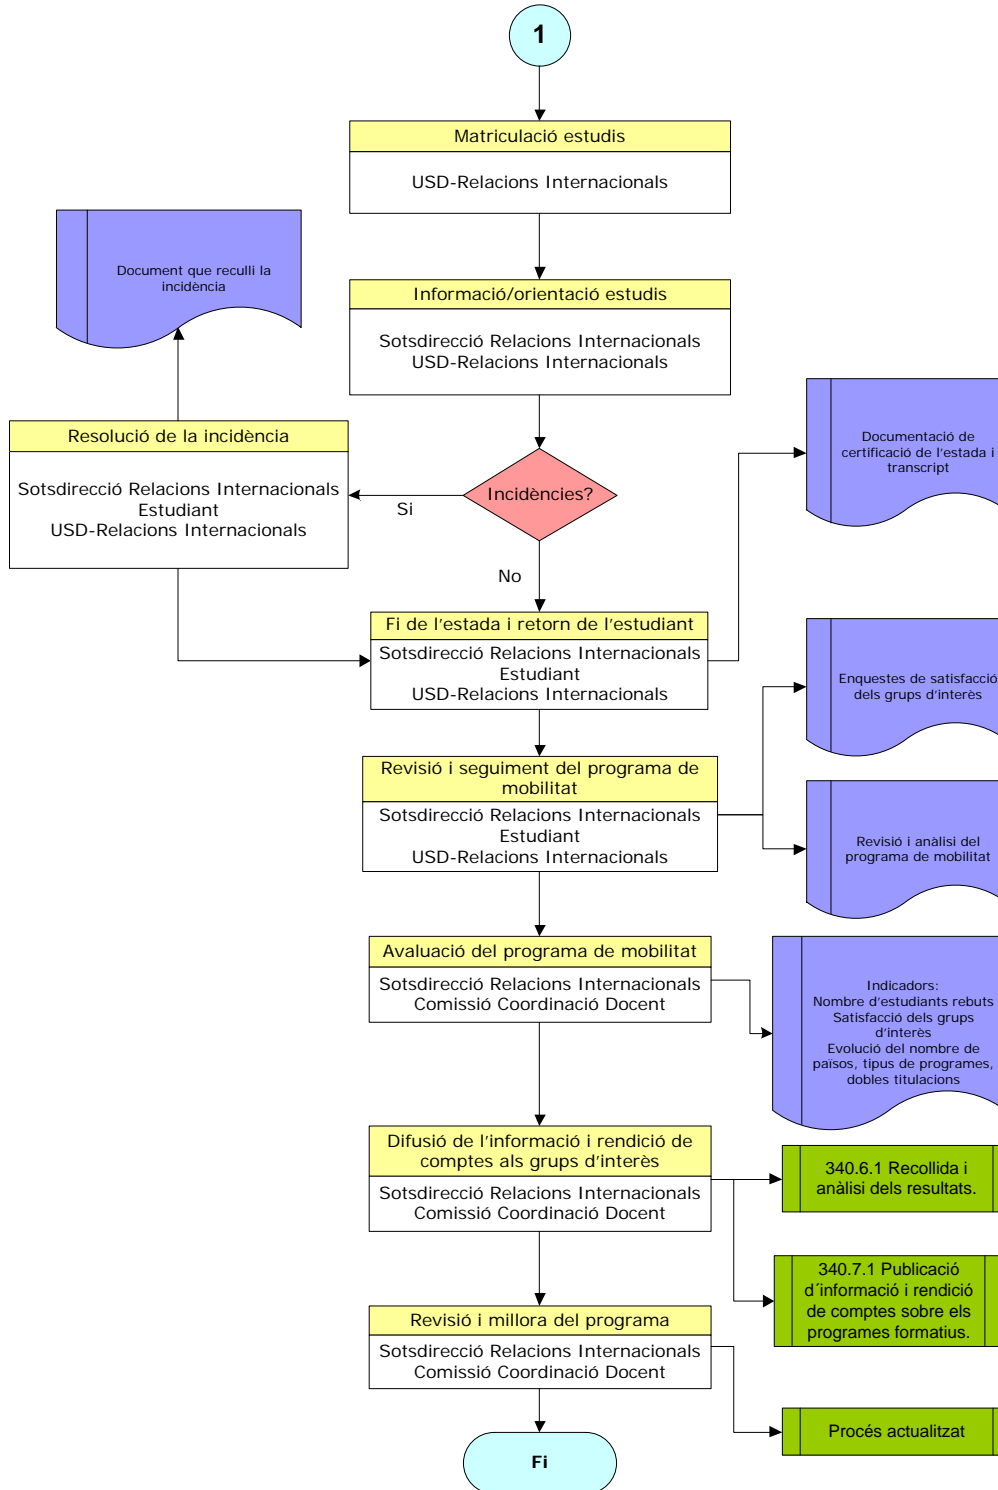 1
Matriculació estudis
USD-Relacions Internacionals
Document que reculli la
incidència
Informació/orientació estudis
Sotsdirecció Relacions Internacionals
USD-Relacions Internacionals
Resolució de la incidència
Sotsdirecció Relacions Internacionals
Estudiant
USD-Relacions Internacionals
Incidències?
Si
No
Documentació de
certificació de l'estada i
transcript
Fi de l'estada i retorn de l'estudiant
Sotsdirecció Relacions Internacionals
Estudiant
USD-Relacions Internacionals
Enquestes de satisfacció
dels grups d'interès
Revisió i seguiment del programa de
mobilitat
Sotsdirecció Relacions Internacionals
Estudiant
USD-Relacions Internacionals
Revisió i anàlisi del
programa de mobilitat
Avaluació del programa de mobilitat
Sotsdirecció Relacions Internacionals
Comissió Coordinació Docent
Indicadors:
Nombre d'estudiants rebuts
Satisfacció dels grups
d'interès
Evolució del nombre de
països, tipus de programes,
dobles titulacions
Difusió de l'informació i rendició de
comptes als grups d'interès
Sotsdirecció Relacions Internacionals
Comissió Coordinació Docent
340.6.1 Recollida i
anàlisi dels resultats.
340.7.1 Publicació
d´informació i rendició
de comptes sobre els
programes formatius.
Revisió i millora del programa
Sotsdirecció Relacions Internacionals
Comissió Coordinació Docent
Procés actualitzat
Fi